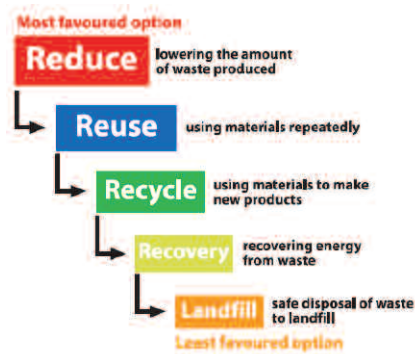 Most favoured option
Reduce
lowering the amount
of waste produced
Reuse
using materials repeatedly
Recycle
using materials to make
new products
Recovery
recovering energy
from waste
Landfill
safe disposal of waste
to landfill
Least favoured option